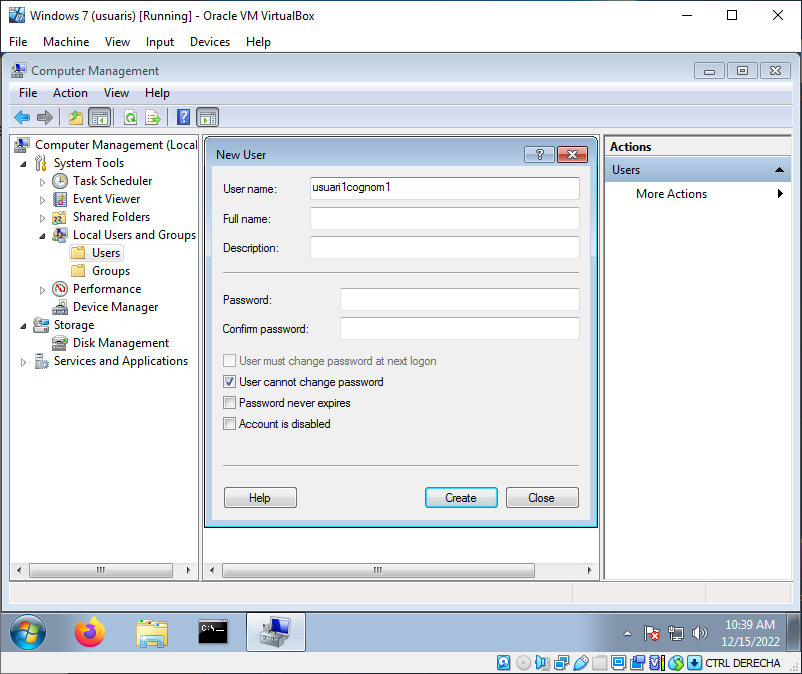 Windows 7 (usuaris) [Running] - Oracle VM VirtualBox
File Machine View Input Devices Help
Computer Management
File Action View Help
Computer Management (Local
System Tools
Task Scheduler
Event Viewer
Shared Folders
Local Users and Groups
Users
Groups
Performance
Device Manager
Storage
Disk Management
Services and Applications
New User
User name: usuari1cognom1
Full name:
Description:
Password:
Confirm password:
User must change password at next logon
User cannot change password
Password never expires
Account is disabled
Help Create Close
Actions
Users
More Actions
C:\
10:39 AM
12/15/2022
CTRL DERECHA